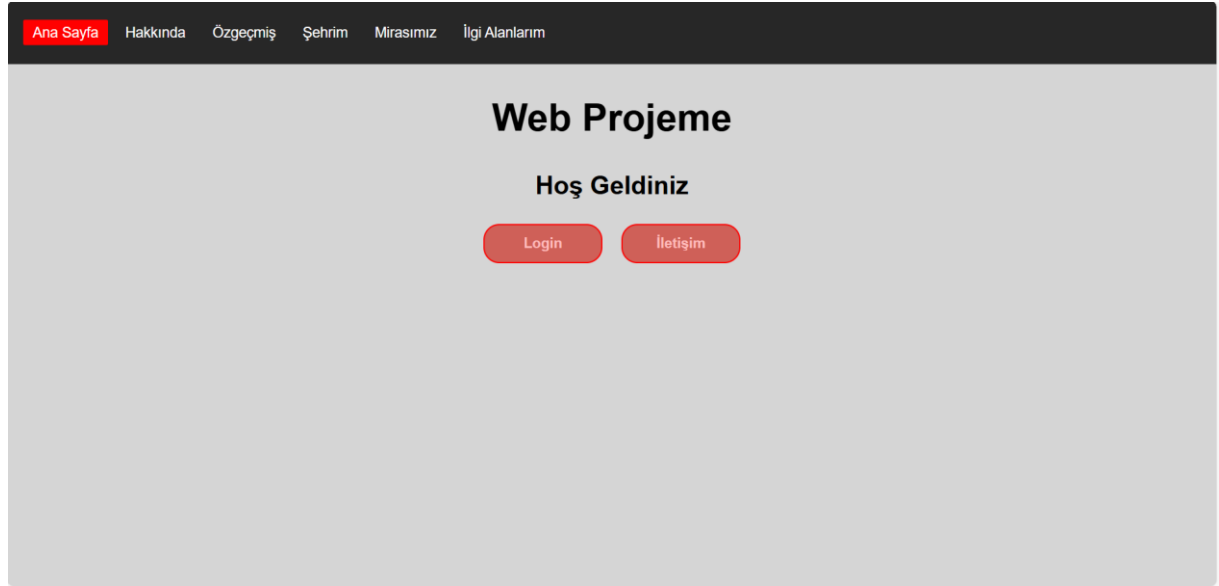 Ana Sayfa Hakkında Özgeçmiş Şehrim Mirasımız İlgi Alanlarım
Web Projeme
Hoş Geldiniz
Login İletişim